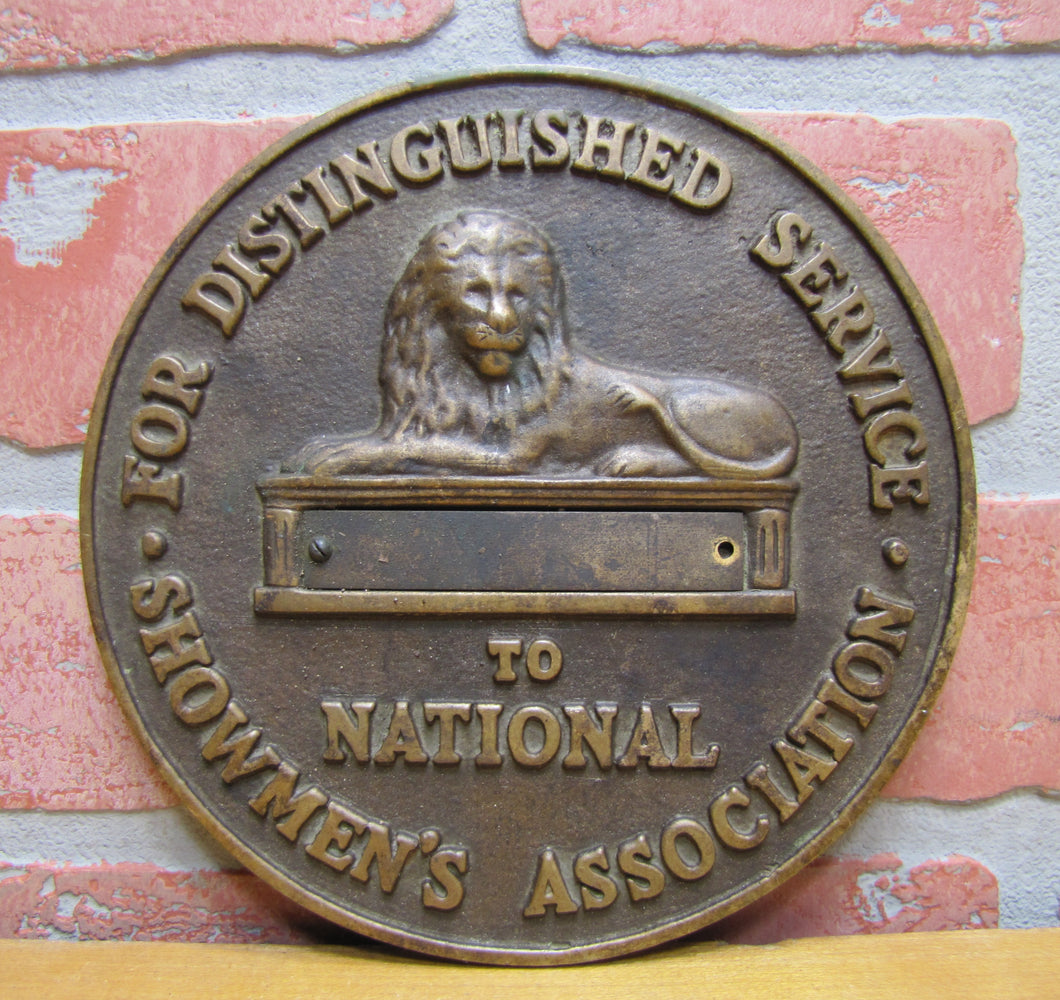 · FOR DISTINGUISHED SERVICE ·
TO
NATIONAL
SHOWMEN'S ASSOCIATION